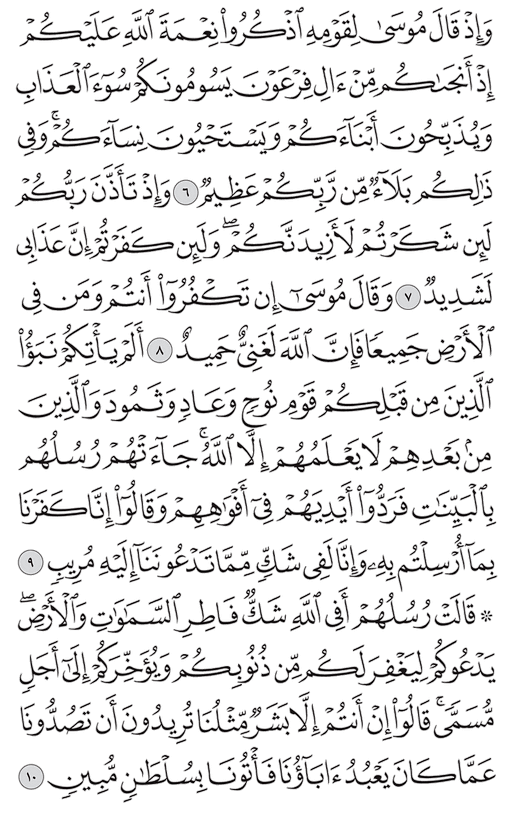 وَإِذۡ قَالَ مُوسَىٰ لِقَوۡمِهِ ٱذۡكُرُواْ نِعۡمَةَ ٱللَّهِ عَلَيۡكُمۡ
إِذۡ أَنجَىٰكُم مِّنۡ ءَالِ فِرۡعَوۡنَ يَسُومُونَكُمۡ سُوٓءَ ٱلۡعَذَابِ
وَيُذَبِّحُونَ أَبۡنَآءَكُمۡ وَيَسۡتَحۡيُونَ نِسَآءَكُمۡۚ وَفِي
ذَٰلِكُم بَلَآءٞ مِّن رَّبِّكُمۡ عَظِيمٞ ٦ وَإِذۡ تَأَذَّنَ رَبُّكُمۡ
لَئِن شَكَرۡتُمۡ لَأَزِيدَنَّكُمۡۖ وَلَئِن كَفَرۡتُمۡ إِنَّ عَذَابِي
لَشَدِيدٞ ٧ وَقَالَ مُوسَىٰٓ إِن تَكۡفُرُوٓاْ أَنتُمۡ وَمَن فِي
ٱلۡأَرۡضِ جَمِيعٗا فَإِنَّ ٱللَّهَ لَغَنِيٌّ حَمِيدٌ ٨ أَلَمۡ يَأۡتِكُمۡ نَبَؤُاْ
ٱلَّذِينَ مِن قَبۡلِكُمۡ قَوۡمِ نُوحٖ وَعَادٖ وَثَمُودَ وَٱلَّذِينَ
مِنۢ بَعۡدِهِمۡ لَا يَعۡلَمُهُمۡ إِلَّا ٱللَّهُۚ جَآءَتۡهُمۡ رُسُلُهُم
بِٱلۡبَيِّنَٰتِ فَرَدُّوٓاْ أَيۡدِيَهُمۡ فِيٓ أَفۡوَٰهِهِمۡ وَقَالُوٓاْ إِنَّا كَفَرۡنَا
بِمَآ أُرۡسِلۡتُم بِهِۦ وَإِنَّا لَفِي شَكّٖ مِّمَّا تَدۡعُونَنَآ إِلَيۡهِ مُرِيبٖ ٩
۞ قَالَتۡ رُسُلُهُمۡ أَفِي ٱللَّهِ شَكّٞ فَاطِرِ ٱلسَّمَٰوَٰتِ وَٱلۡأَرۡضِۖ
يَدۡعُوكُمۡ لِيَغۡفِرَ لَكُم مِّن ذُنُوبِكُمۡ وَيُؤَخِّرَكُمۡ إِلَىٰٓ أَجَلٖ
مُّسَمّٗىۚ قَالُوٓاْ إِنۡ أَنتُمۡ إِلَّا بَشَرٞ مِّثۡلُنَا تُرِيدُونَ أَن تَصُدُّونَا
عَمَّا كَانَ يَعۡبُدُ ءَابَآؤُنَا فَأۡتُونَا بِسُلۡطَٰنٖ مُّبِينٖ ١٠